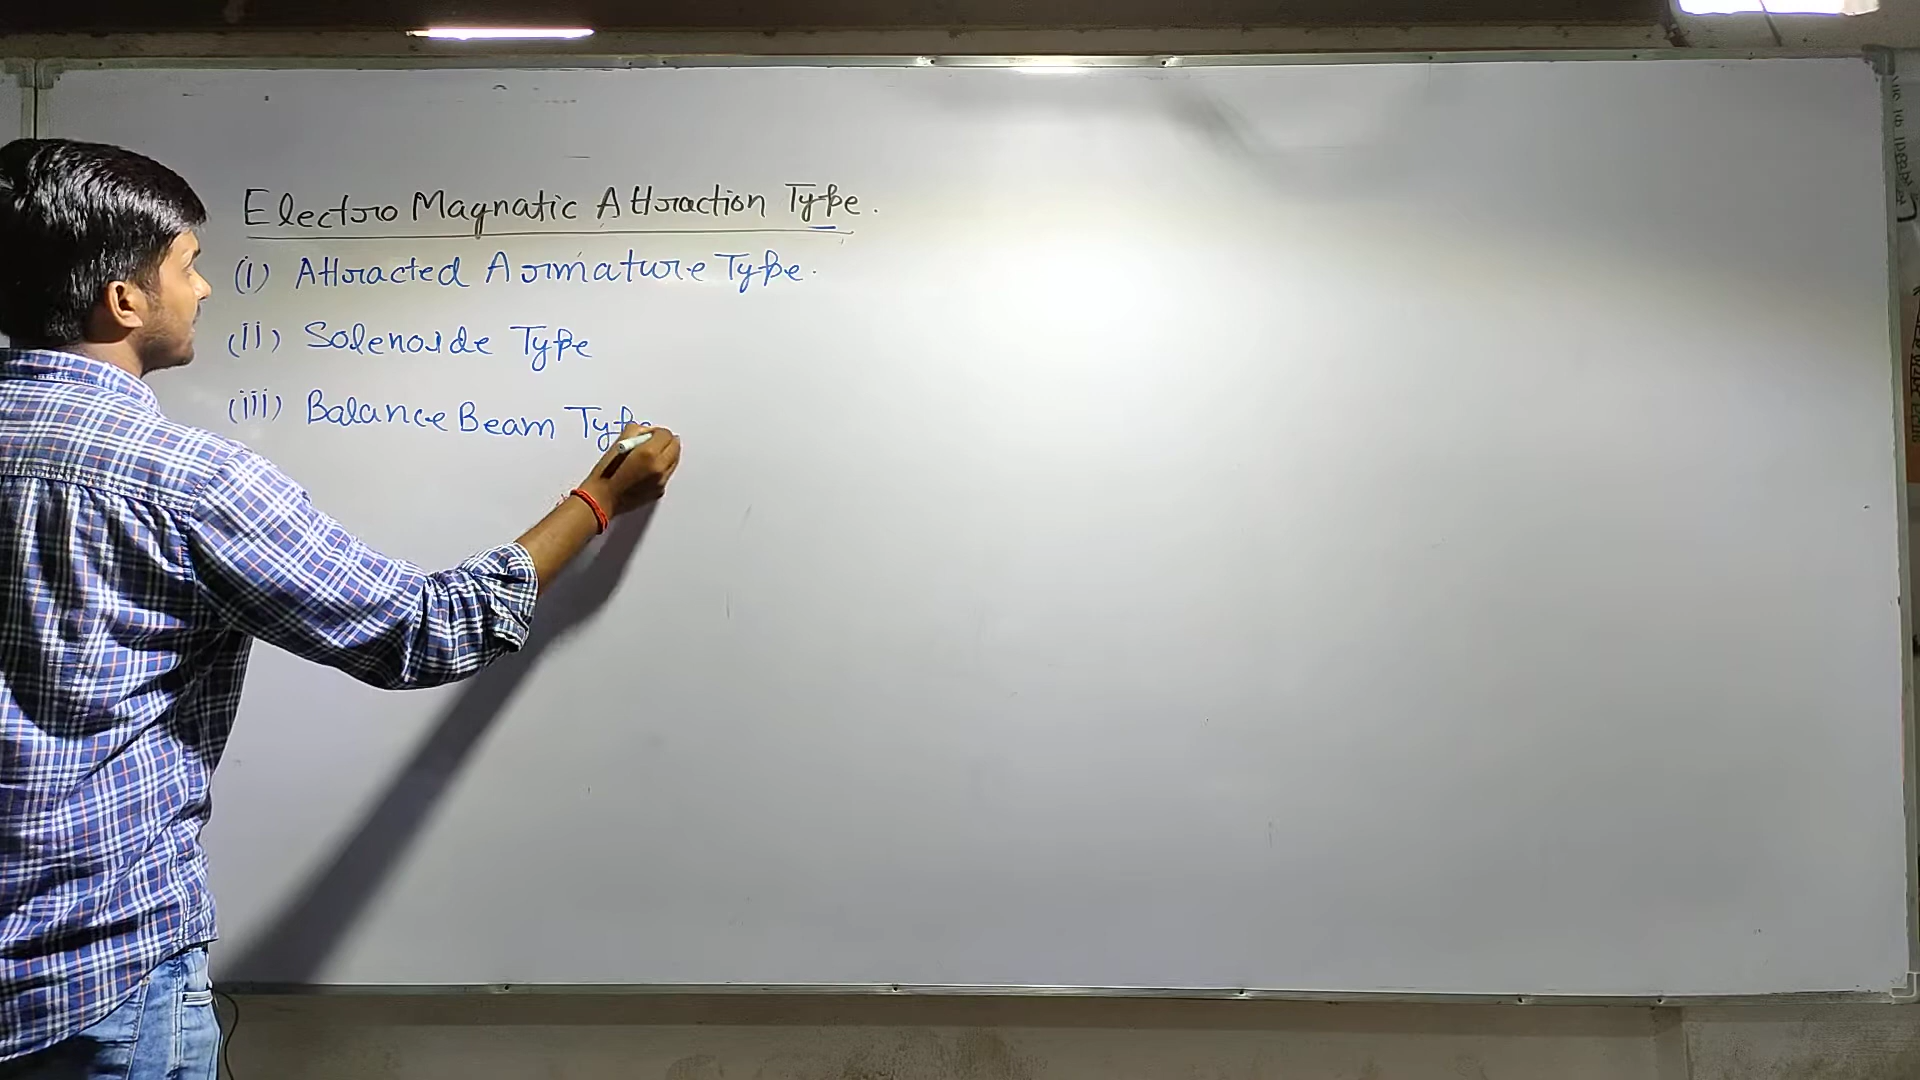 Electro Magnatic Attraction Type.
(i) Attracted Armature Type.
(ii) Solenoide Type
(iii) Balance Beam Type